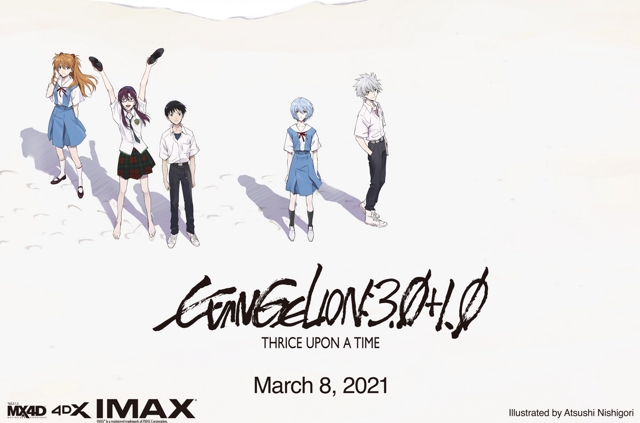 EVANGELION:3.0+1.0
THRICE UPON A TIME
March 8, 2021
MX4D 4DX IMAX®
IMAX® is a registered trademark of IMAX Corporation.
Illustrated by Atsushi Nishigori